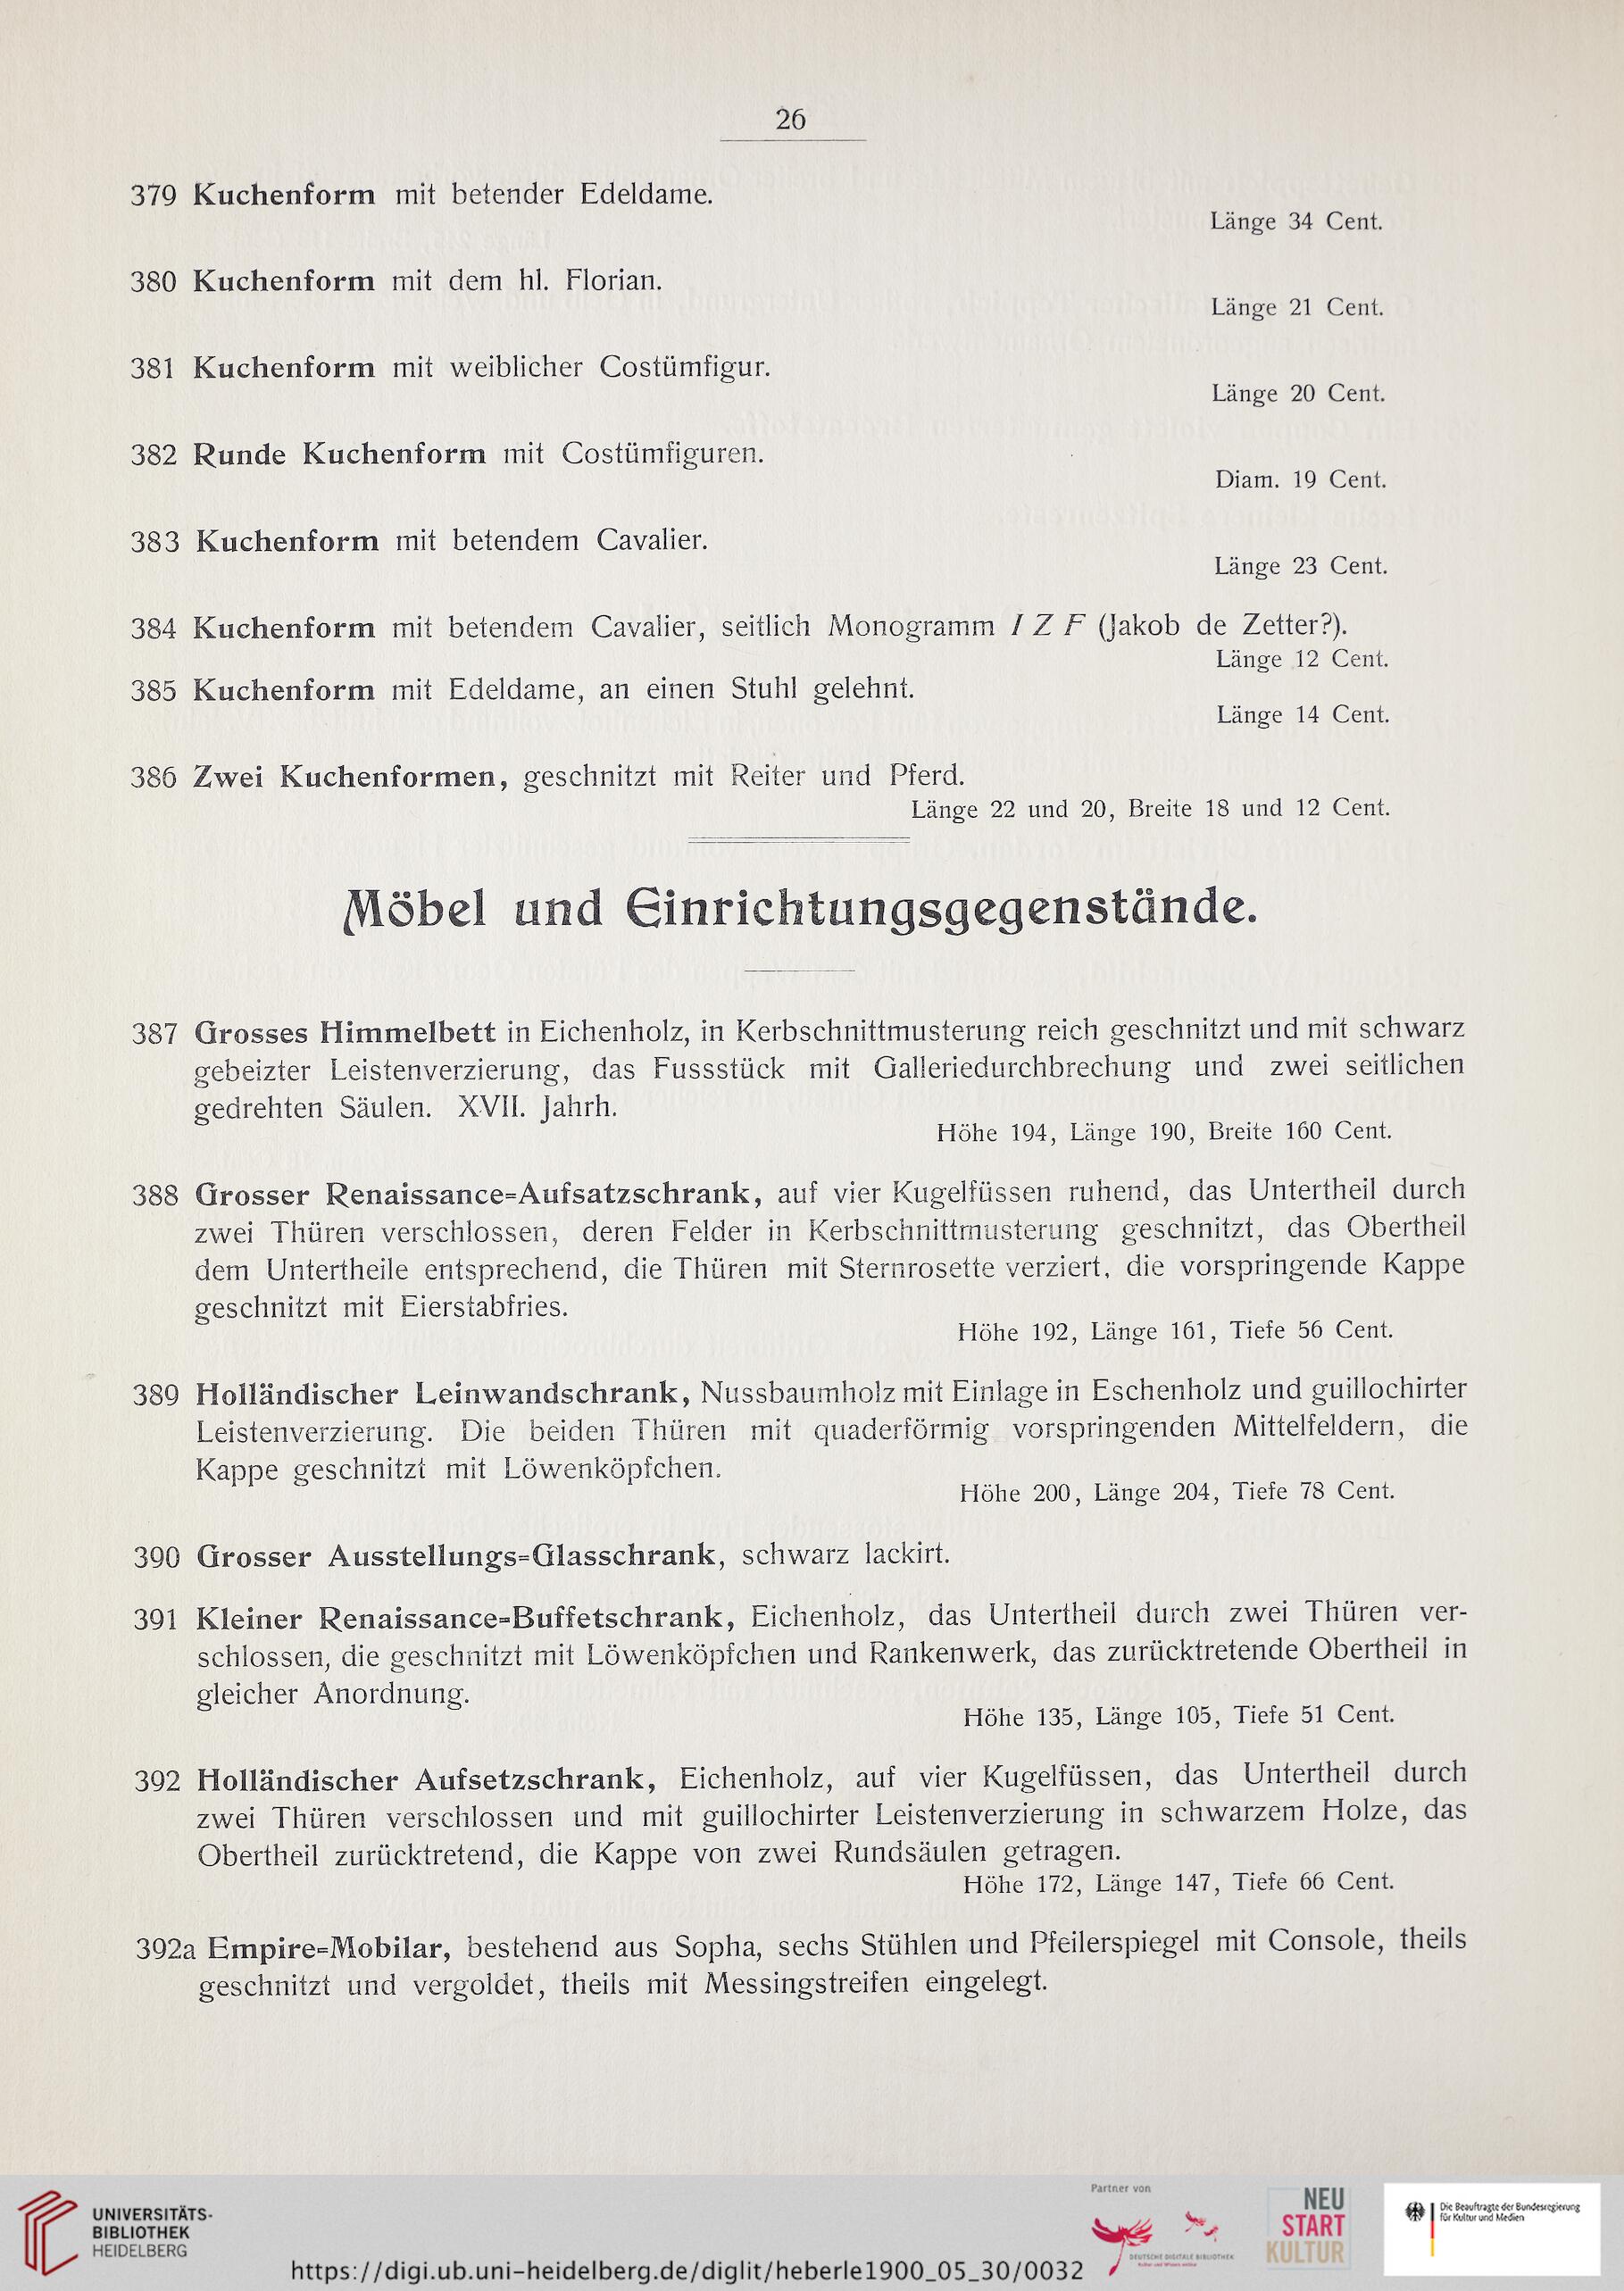 26
379 Kuchenform mit betender Edeldame.
Länge 34 Cent.
380 Kuchenform mit dem hl. Florian.
Länge 21 Cent.
381 Kuchenform mit weiblicher Costümfigur.
Länge 20 Cent.
382 Runde Kuchenform mit Costümfiguren.
Diam. 19 Cent.
383 Kuchenform mit betendem Cavalier.
Länge 23 Cent.
384 Kuchenform mit betendem Cavalier, seitlich Monogramm I Z F (Jakob de Zetter?).
Länge 12 Cent.
385 Kuchenform mit Edeldame, an einen Stuhl gelehnt.
Länge 14 Cent.
386 Zwei Kuchenformen, geschnitzt mit Reiter und Pferd.
Länge 22 und 20, Breite 18 und 12 Cent.
Möbel und Einrichtungsgegenstände.
387 Grosses Himmelbett in Eichenholz, in Kerbschnittmusterung reich geschnitzt und mit schwarz
gebeizter Leistenverzierung, das Fussstück mit Galleriedurchbrechung und zwei seitlichen
gedrehten Säulen. XVII. Jahrh.
Höhe 194, Länge 190, Breite 160 Cent.
388 Grosser Renaissance-Aufsatzschrank, auf vier Kugelfüssen ruhend, das Untertheil durch
zwei Thüren verschlossen, deren Felder in Kerbschnittmusterung geschnitzt, das Obertheil
dem Untertheile entsprechend, die Thüren mit Sternrosette verziert, die vorspringende Kappe
geschnitzt mit Eierstabfries.
Höhe 192, Länge 161, Tiefe 56 Cent.
389 Holländischer Leinwandschrank, Nussbaumholz mit Einlage in Eschenholz und guillochirter
Leistenverzierung. Die beiden Thüren mit quaderförmig vorspringenden Mittelfeldern, die
Kappe geschnitzt mit Löwenköpfchen.
Höhe 200, Länge 204, Tiefe 78 Cent.
390 Grosser Ausstellungs-Glasschrank, schwarz lackirt.
391 Kleiner Renaissance-Buffetschrank, Eichenholz, das Untertheil durch zwei Thüren ver-
schlossen, die geschnitzt mit Löwenköpfchen und Rankenwerk, das zurücktretende Obertheil in
gleicher Anordnung.
Höhe 135, Länge 105, Tiefe 51 Cent.
392 Holländischer Aufsetzschrank, Eichenholz, auf vier Kugelfüssen, das Untertheil durch
zwei Thüren verschlossen und mit guillochirter Leistenverzierung in schwarzem Holze, das
Obertheil zurücktretend, die Kappe von zwei Rundsäulen getragen.
Höhe 172, Länge 147, Tiefe 66 Cent.
392a Empire-Mobilar, bestehend aus Sopha, sechs Stühlen und Pfeilerspiegel mit Console, theils
geschnitzt und vergoldet, theils mit Messingstreifen eingelegt.
UNIVERSITÄTS-
BIBLIOTHEK
HEIDELBERG
https://digi.ub.uni-heidelberg.de/diglit/heberle1900_05_30/0032
Partner von
DEUTSCHE DIGITALE BIBLIOTHEK
Kultur und Wissen online
NEU
START
KULTUR
Die Beauftragte der Bundesregierung
für Kultur und Medien